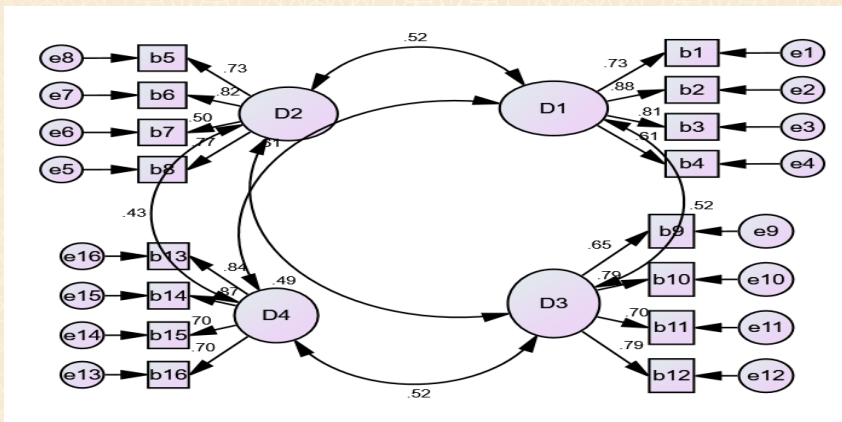 .52
e8 b5 .73
e7 b6 .82
e6 b7 .50
e5 b8 .77
D2
D1
.73 b1 e1
.88 b2 e2
.81 b3 e3
.61 b4 e4
.43
.52
e16 b13 .84
e15 b14 .87
e14 b15 .70
e13 b16 .70
.49
D4
D3
.65 b9 e9
.79 b10 e10
.70 b11 e11
.79 b12 e12
.52